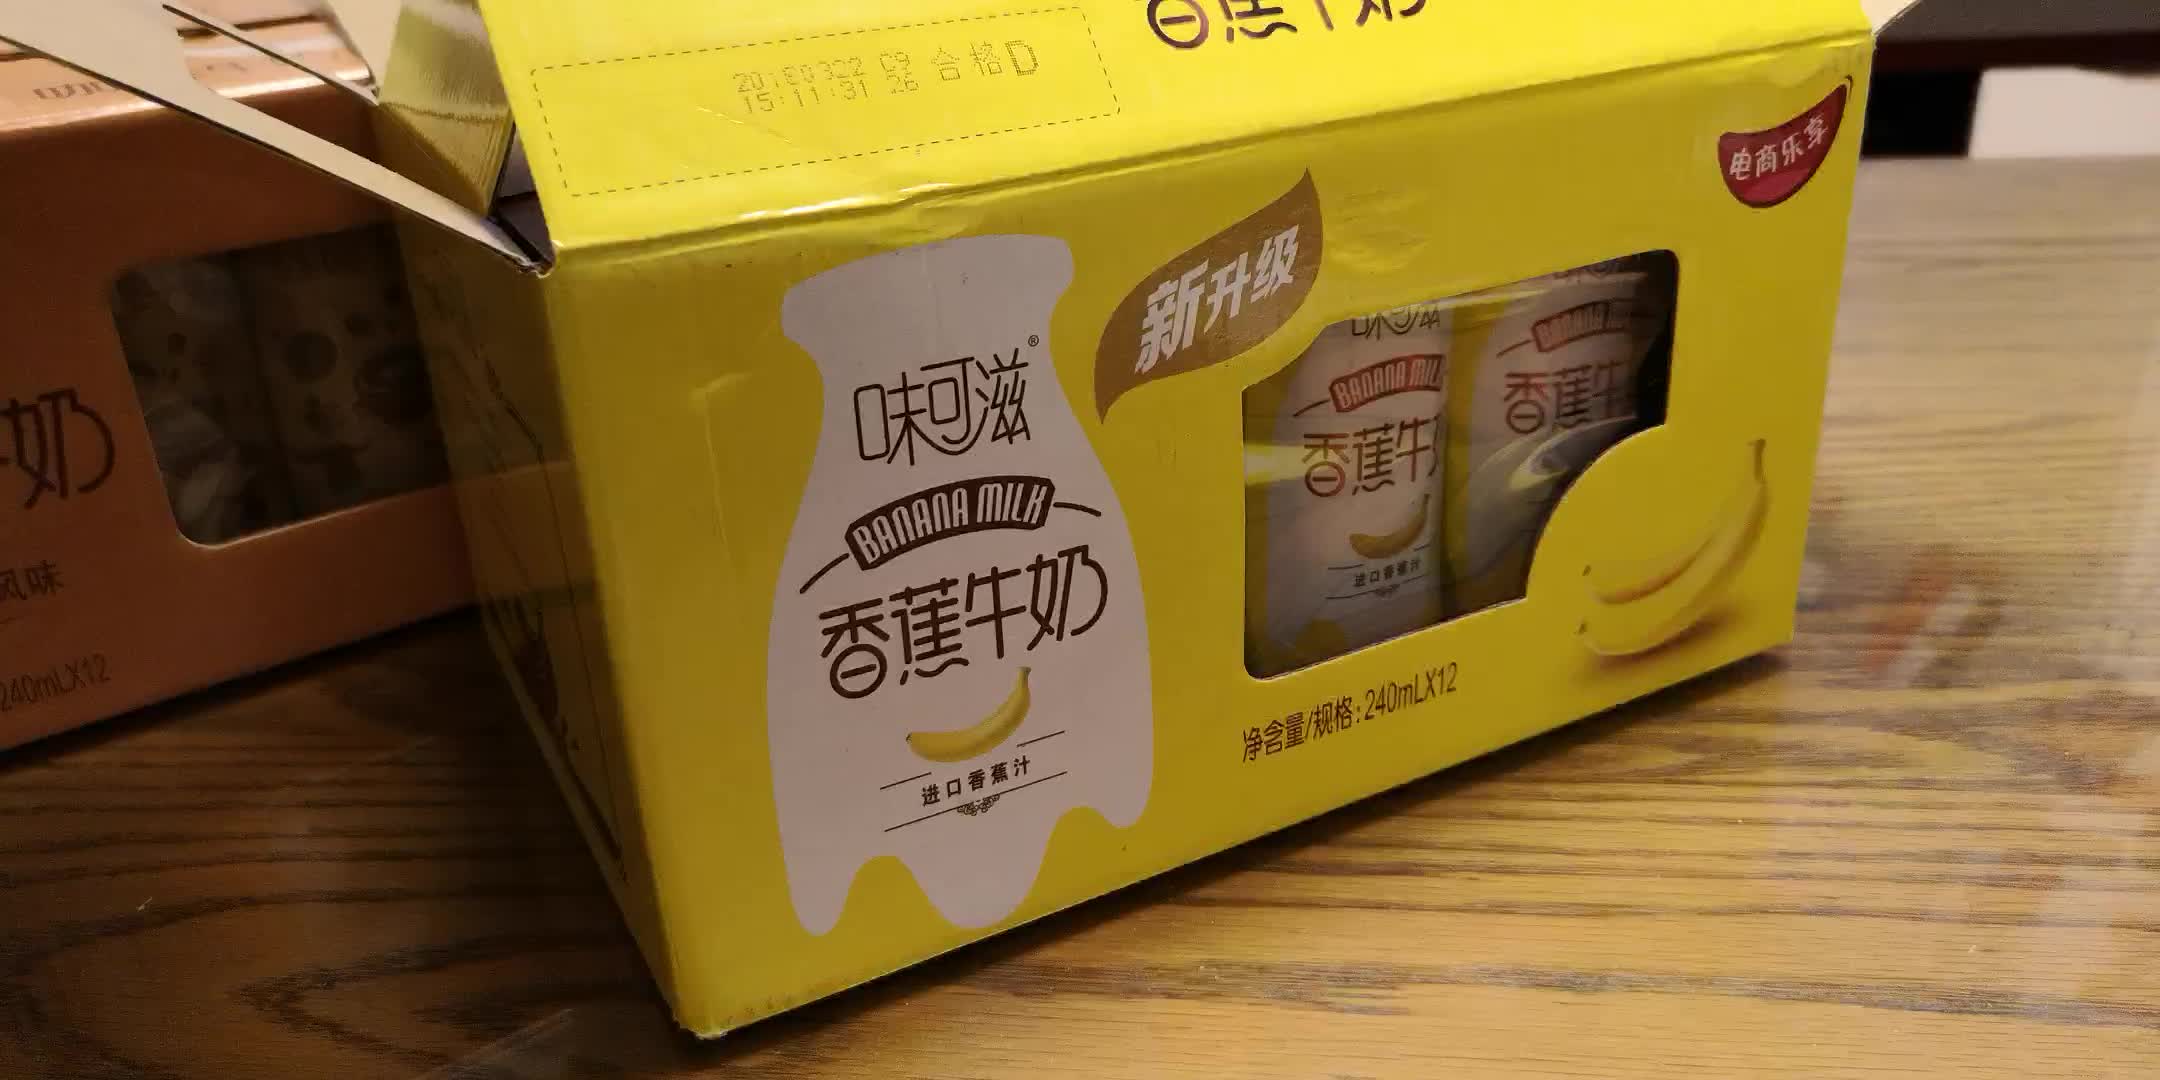 香蕉牛奶
合格D
15:11:31 26
电商乐享
新升级
味可滋®
BANANA MILK
香蕉牛奶
进口香蕉汁
味可滋
BANANA MILK
香蕉牛
进口香蕉汁
BANANA
香蕉牛
净含量/规格:240mLX12
牛奶
风味
240mLX12